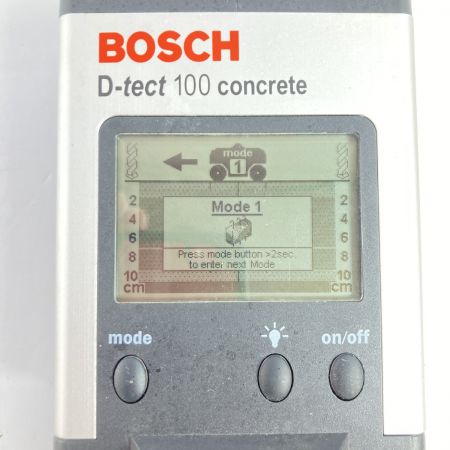 BOSCH
D-tect 100 concrete
mode
1
Mode 1
2 2
4 4
6 6
8 8
10 10
cm cm
Press mode button >2sec.
to enter next Mode
mode on/off